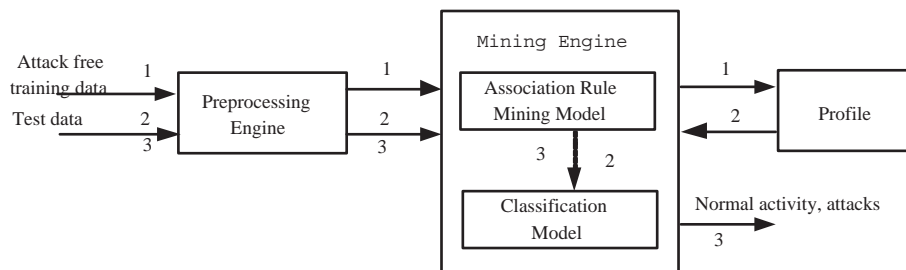 Mining Engine
Attack free
training data
1
Test data
2
3
Preprocessing
Engine
1
2
3
Association Rule
Mining Model
3
2
Classification
Model
1
2
Profile
Normal activity, attacks
3